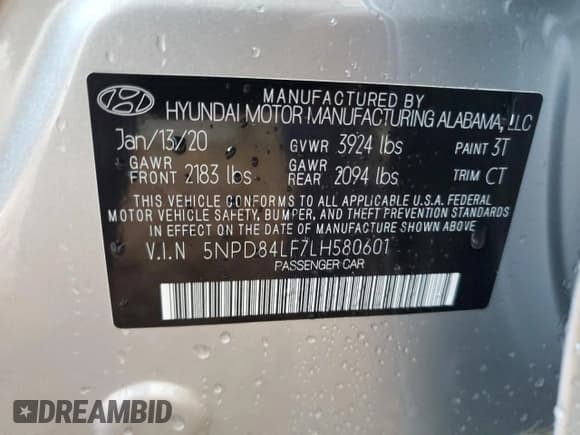 MANUFACTURED BY
HYUNDAI MOTOR MANUFACTURING ALABAMA, LLC
Jan/13/20 GVWR 3924 lbs PAINT 3T
GAWR FRONT 2183 lbs GAWR REAR 2094 lbs TRIM CT
THIS VEHICLE CONFORMS TO ALL APPLICABLE U.S.A. FEDERAL
MOTOR VEHICLE SAFETY, BUMPER, AND THEFT PREVENTION STANDARDS
IN EFFECT ON THE DATE OF MANUFACTURE SHOWN ABOVE
V.I.N 5NPD84LF7LH580601
PASSENGER CAR
DREAMBID